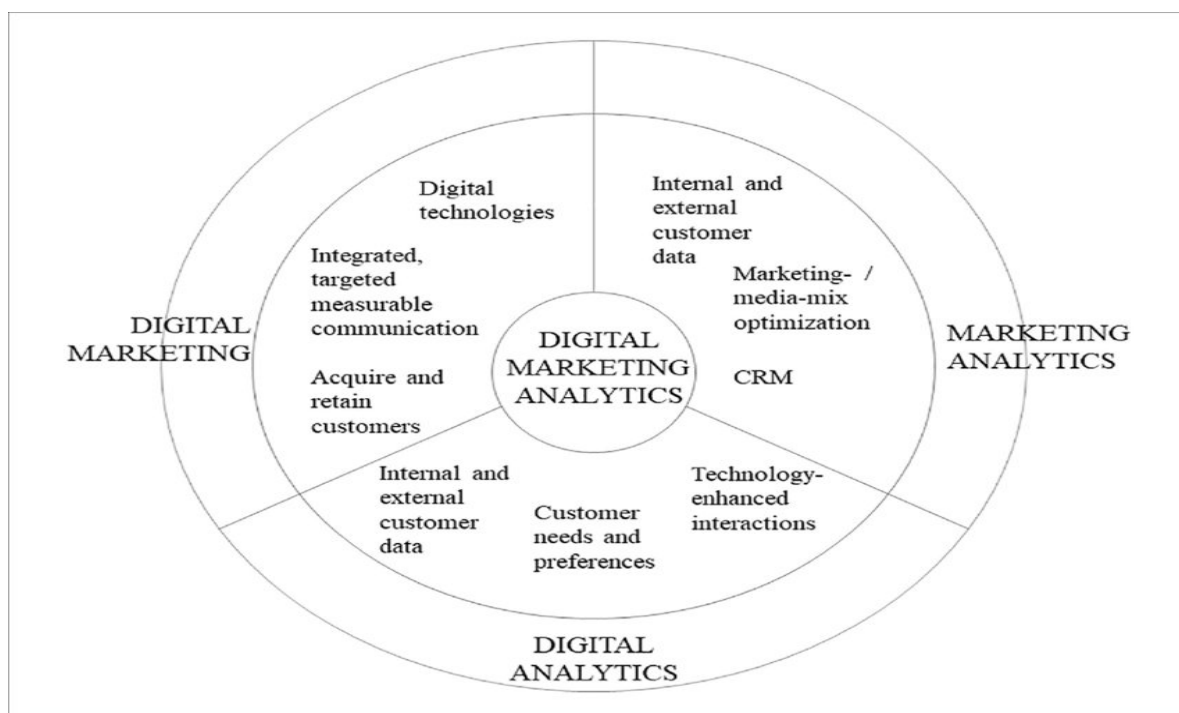 Digital
technologies
Integrated,
targeted
measurable
communication
Acquire and
retain
customers
DIGITAL
MARKETING
Internal and
external
customer
data
Marketing- /
media-mix
optimization
CRM
MARKETING
ANALYTICS
DIGITAL
MARKETING
ANALYTICS
Internal and
external
customer
data
Customer
needs and
preferences
Technology-
enhanced
interactions
DIGITAL
ANALYTICS